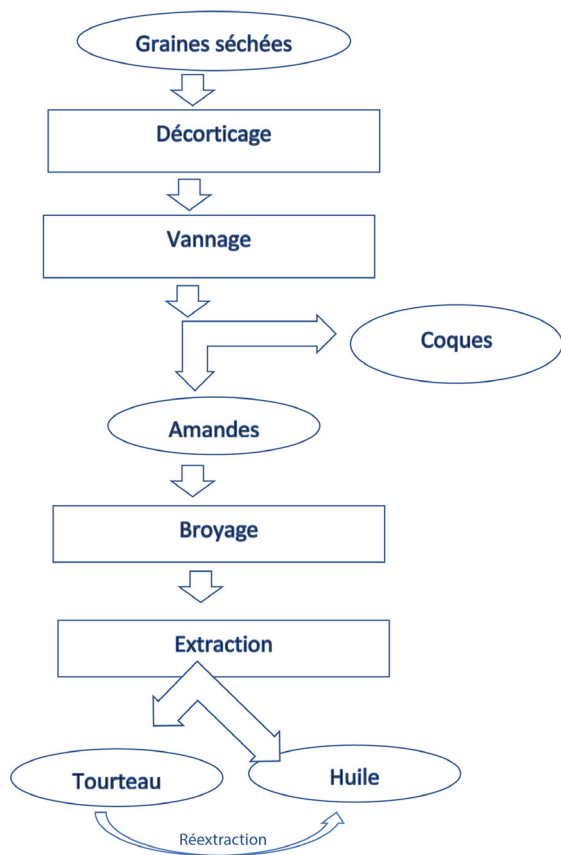 Graines séchées
Décorticage
Vannage
Coques
Amandes
Broyage
Extraction
Tourteau
Huile
Réextraction